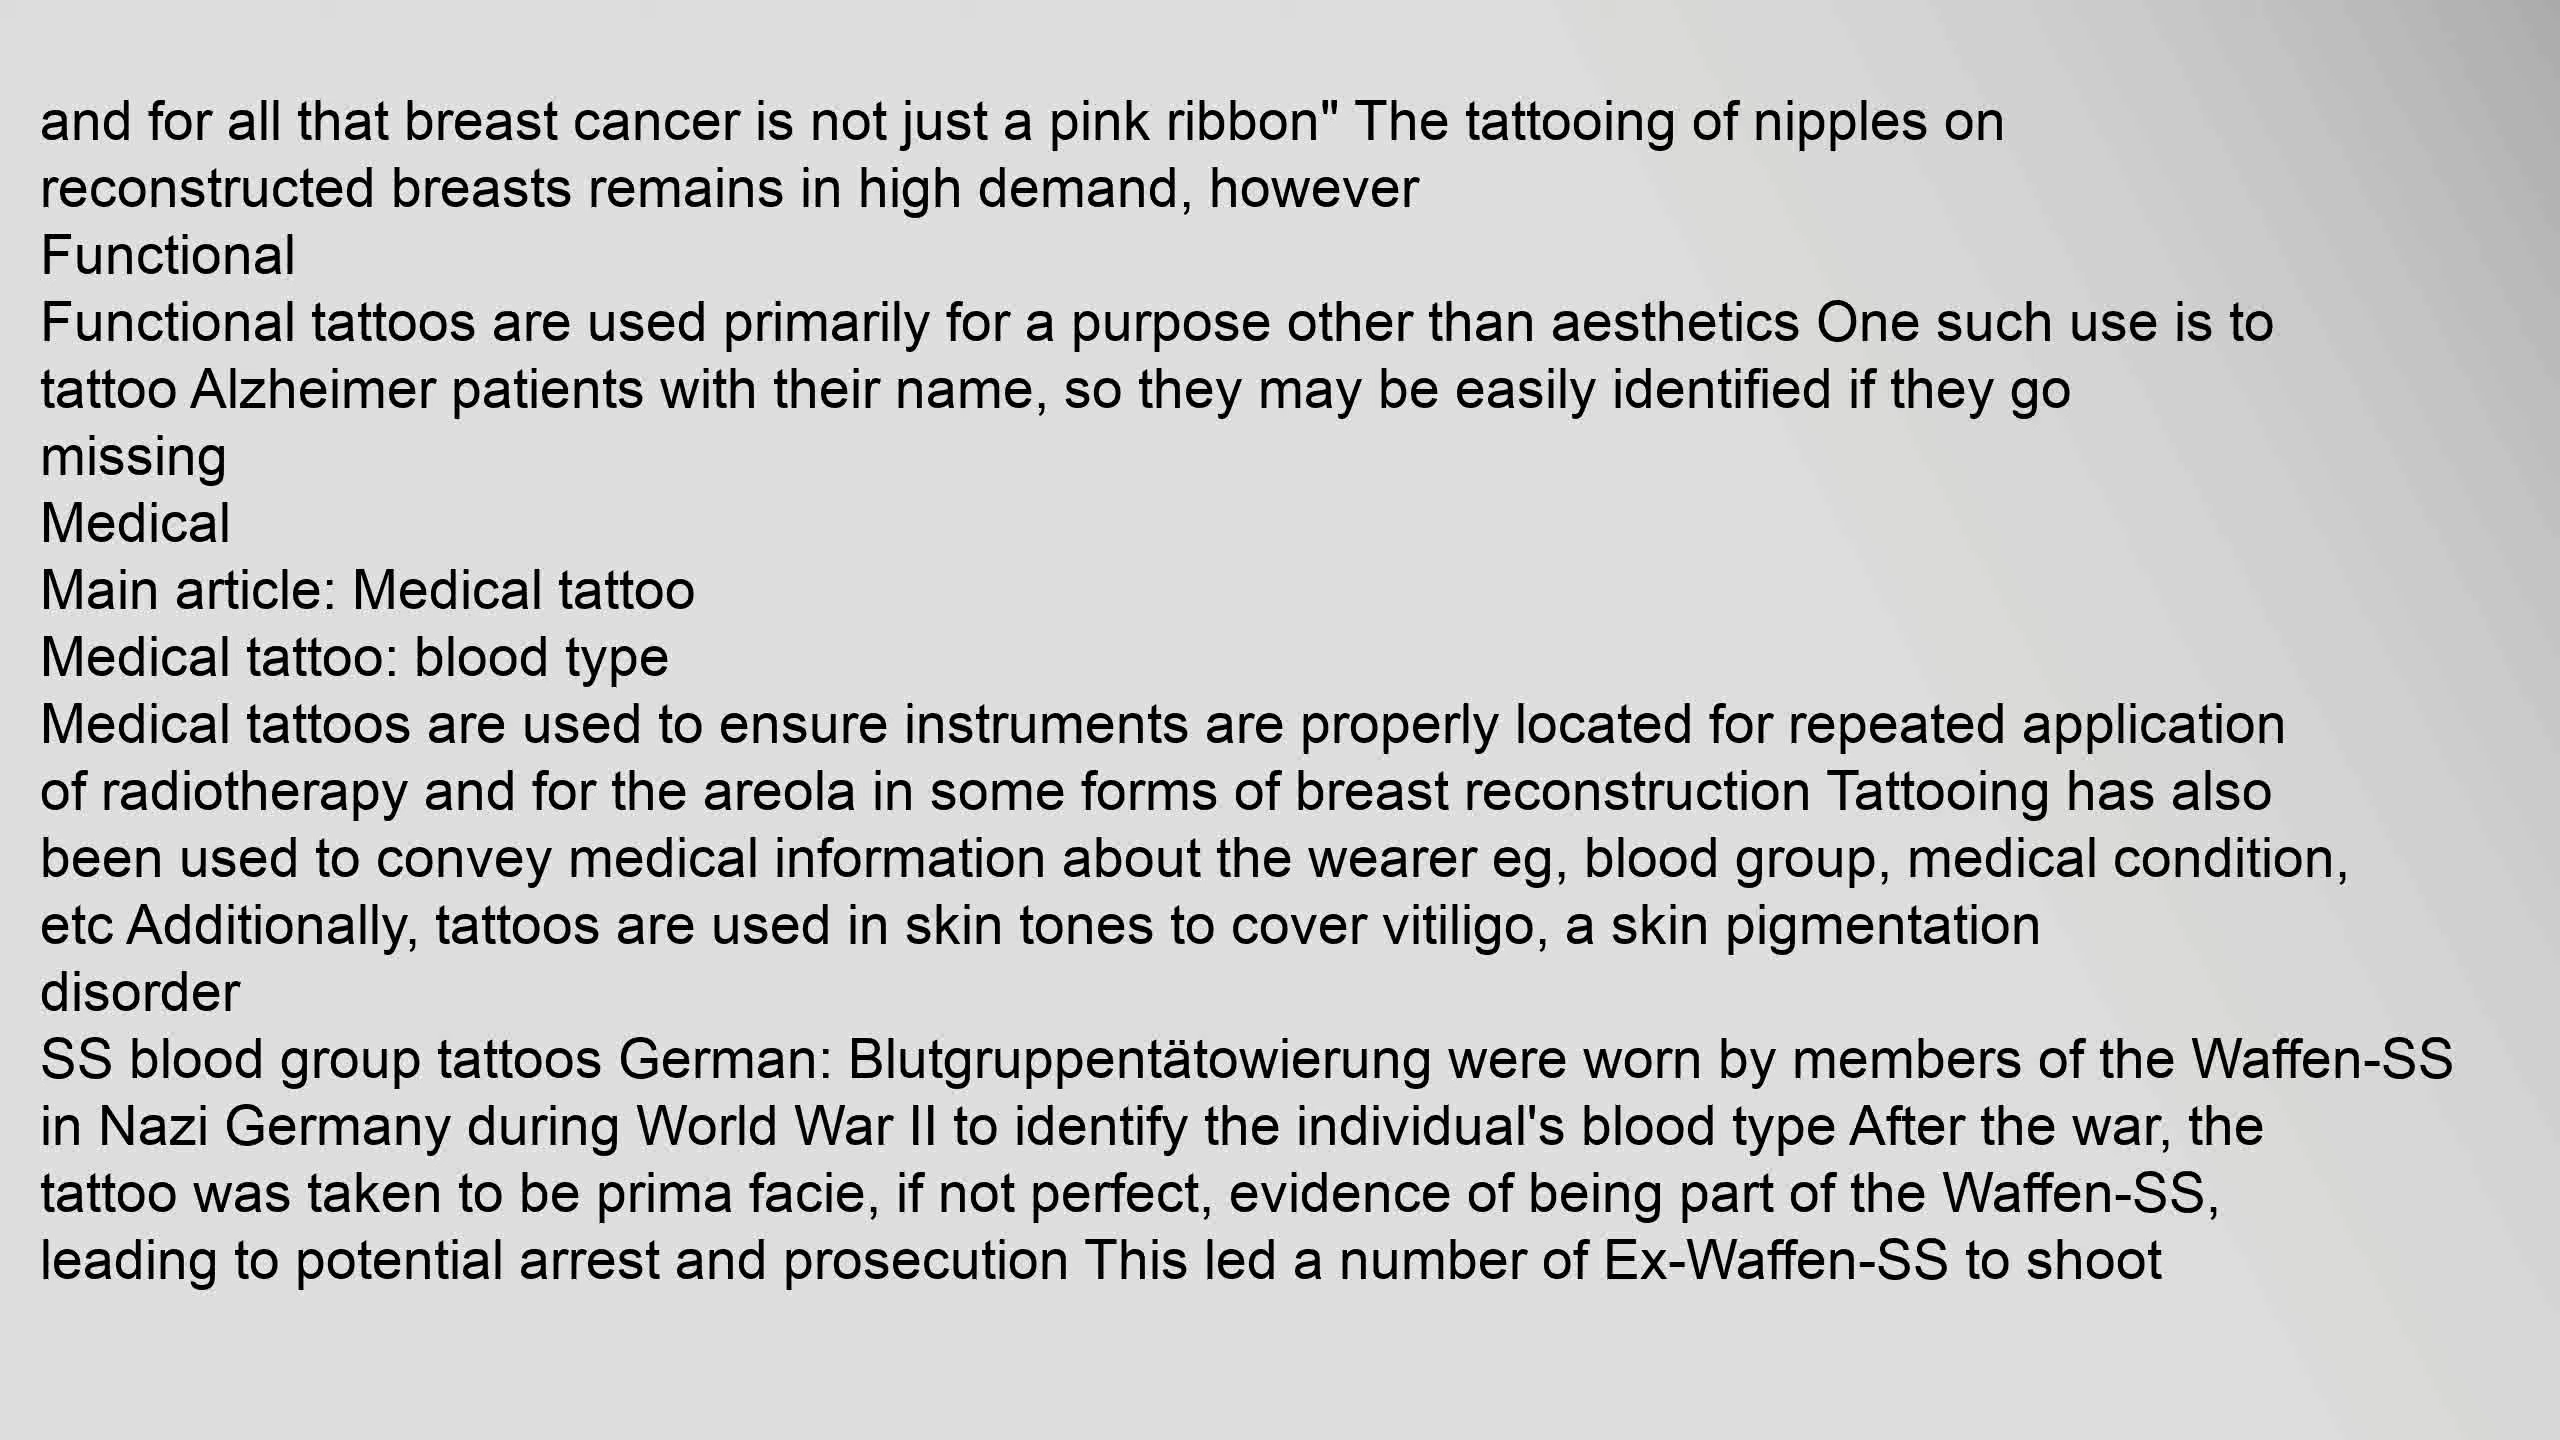 and for all that breast cancer is not just a pink ribbon" The tattooing of nipples on
reconstructed breasts remains in high demand, however
Functional
Functional tattoos are used primarily for a purpose other than aesthetics One such use is to
tattoo Alzheimer patients with their name, so they may be easily identified if they go
missing
Medical
Main article: Medical tattoo
Medical tattoo: blood type
Medical tattoos are used to ensure instruments are properly located for repeated application
of radiotherapy and for the areola in some forms of breast reconstruction Tattooing has also
been used to convey medical information about the wearer eg, blood group, medical condition,
etc Additionally, tattoos are used in skin tones to cover vitiligo, a skin pigmentation
disorder
SS blood group tattoos German: Blutgruppentätowierung were worn by members of the Waffen-SS
in Nazi Germany during World War II to identify the individual's blood type After the war, the
tattoo was taken to be prima facie, if not perfect, evidence of being part of the Waffen-SS,
leading to potential arrest and prosecution This led a number of Ex-Waffen-SS to shoot